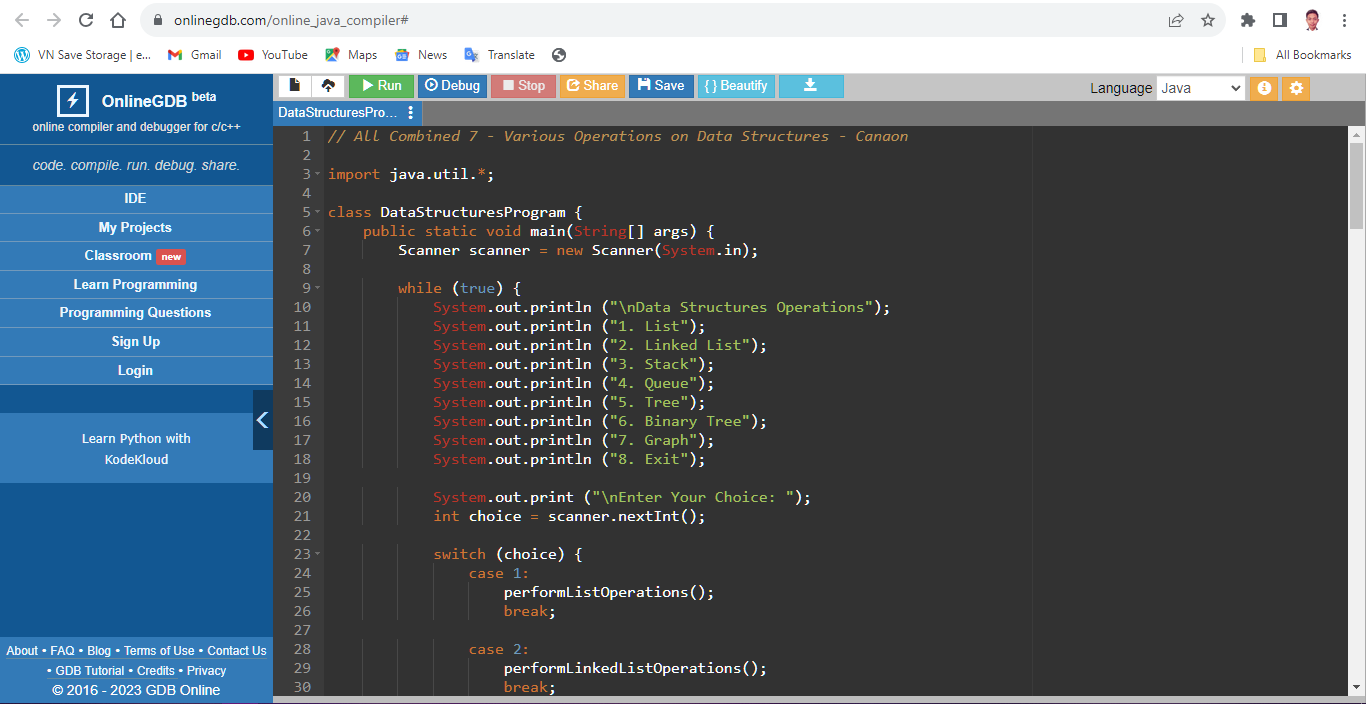 onlinegdb.com/online_java_compiler#
VN Save Storage | e... Gmail YouTube Maps News Translate All Bookmarks
OnlineGDB beta
online compiler and debugger for c/c++
code. compile. run. debug. share.
IDE
My Projects
Classroom new
Learn Programming
Programming Questions
Sign Up
Login
Learn Python with
KodeKloud
About • FAQ • Blog • Terms of Use • Contact Us
• GDB Tutorial • Credits • Privacy
© 2016 - 2023 GDB Online
Run Debug Stop Share Save { } Beautify Language Java
DataStructuresPro...
1 // All Combined 7 - Various Operations on Data Structures - Canaon
2
3 import java.util.*;
4
5 class DataStructuresProgram {
6 public static void main(String[] args) {
7 Scanner scanner = new Scanner(System.in);
8
9 while (true) {
10 System.out.println ("\nData Structures Operations");
11 System.out.println ("1. List");
12 System.out.println ("2. Linked List");
13 System.out.println ("3. Stack");
14 System.out.println ("4. Queue");
15 System.out.println ("5. Tree");
16 System.out.println ("6. Binary Tree");
17 System.out.println ("7. Graph");
18 System.out.println ("8. Exit");
19
20 System.out.print ("\nEnter Your Choice: ");
21 int choice = scanner.nextInt();
22
23 switch (choice) {
24 case 1:
25 performListOperations();
26 break;
27
28 case 2:
29 performLinkedListOperations();
30 break;